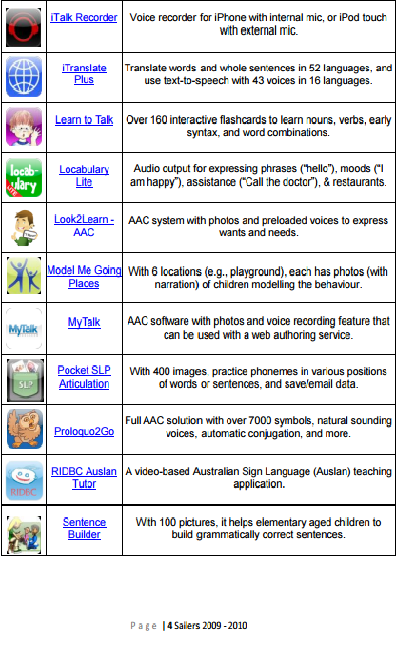 iTalk Recorder
Voice recorder for iPhone with internal mic, or iPod touch
with external mic.
iTranslate
Plus
Translate words and whole sentences in 52 languages, and
use text-to-speech with 43 voices in 16 languages.
Learn to Talk
Over 160 interactive flashcards to learn nouns, verbs, early
syntax, and word combinations.
locab-
ulary
lite
Locabulary
Lite
Audio output for expressing phrases ("hello"), moods ("I
am happy"), assistance ("Call the doctor"), & restaurants.
Look2Learn -
AAC
AAC system with photos and preloaded voices to express
wants and needs.
Model Me Going
Places
With 6 locations (e.g., playground), each has photos (with
narration) of children modelling the behaviour.
MyTalk
MyTalk
AAC software with photos and voice recording feature that
can be used with a web authoring service.
SLP
Pocket SLP
Articulation
With 400 images, practice phonemes in various positions
of words or sentences, and save/email data.
Proloquo2Go
Full AAC solution with over 7000 symbols, natural sounding
voices, automatic conjugation, and more.
RIDBC
RIDBC Auslan
Tutor
A video-based Australian Sign Language (Auslan) teaching
application.
Sentence
Builder
With 100 pictures, it helps elementary aged children to
build grammatically correct sentences.
Page | 4 Sailers 2009 - 2010